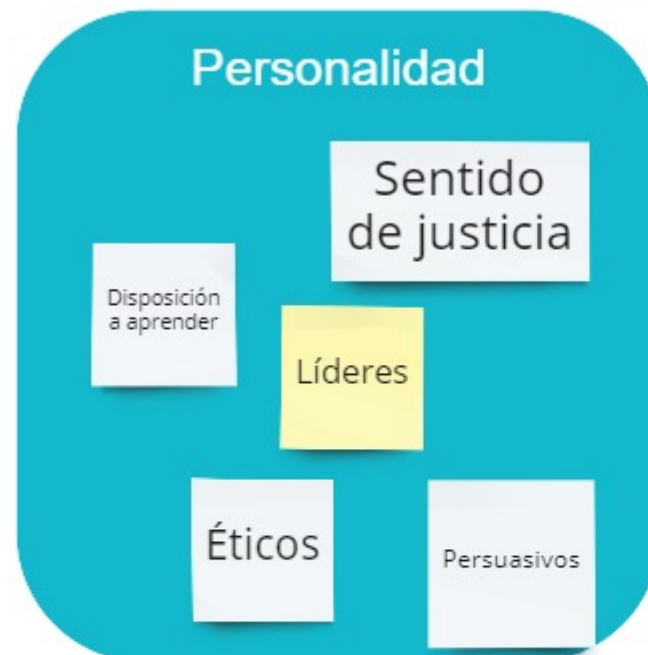 Personalidad
Sentido
de justicia
Disposición
a aprender
Líderes
Éticos
Persuasivos